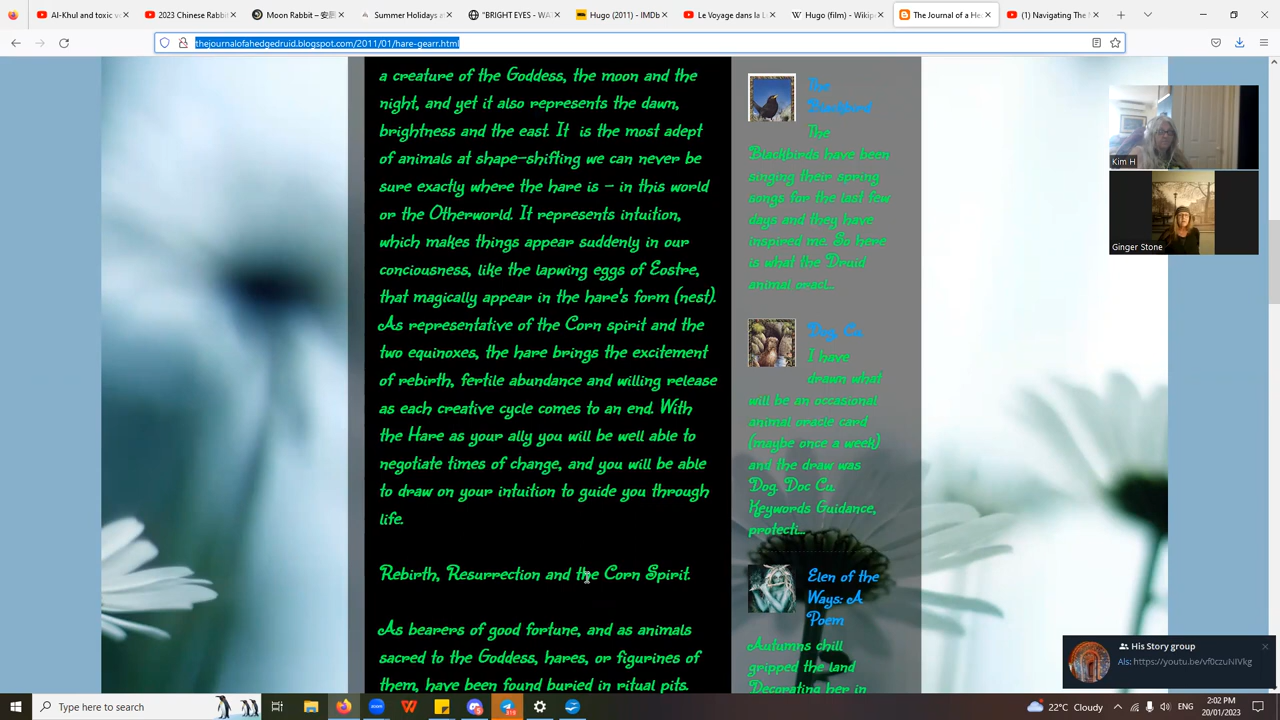 Al-Khul and toxic v
2023 Chinese Rabbit
Moon Rabbit –
Summer Holidays a
"BRIGHT EYES - WAT
Hugo (2011) - IMDb
Le Voyage dans la L
Hugo (film) - Wikip
The Journal of a He
(1) Navigating The
thejournalofahedgedruid.blogspot.com/2011/01/hare-gearr.html
a creature of the Goddess, the moon and the
night, and yet it also represents the dawn,
brightness and the east. It is the most adept
of animals at shape-shifting we can never be
sure exactly where the hare is – in this world
or the Otherworld. It represents intuition,
which makes things appear suddenly in our
conciousness, like the lapwing eggs of Eostre,
that magically appear in the hare's form (nest).
As representative of the Corn spirit and the
two equinoxes, the hare brings the excitement
of rebirth, fertile abundance and willing release
as each creative cycle comes to an end. With
the Hare as your ally you will be well able to
negotiate times of change, and you will be able
to draw on your intuition to guide you through
life.
Rebirth, Resurrection and the Corn Spirit.
As bearers of good fortune, and as animals
sacred to the Goddess, hares, or figurines of
them, have been found buried in ritual pits.
The
Blackbird
The
Blackbirds have been
singing their spring
songs for the last few
days and they have
inspired me. So here
is what the Druid
animal oracl...
Dog, Cu.
I have
drawn what
will be an occasional
animal oracle card
(maybe once a week)
and the draw was
Dog. Doc Cu.
Keywords Guidance,
protecti...
Elen of the
Ways: A
Poem
Autumns chill
gripped the land
Decorating her in
Kim H
Ginger Stone
His Story group
Als: https://youtu.be/vf0czuNIVkg
Type here to search
zoom
319
22°C Cloudy
2:02 PM
20/01/2023